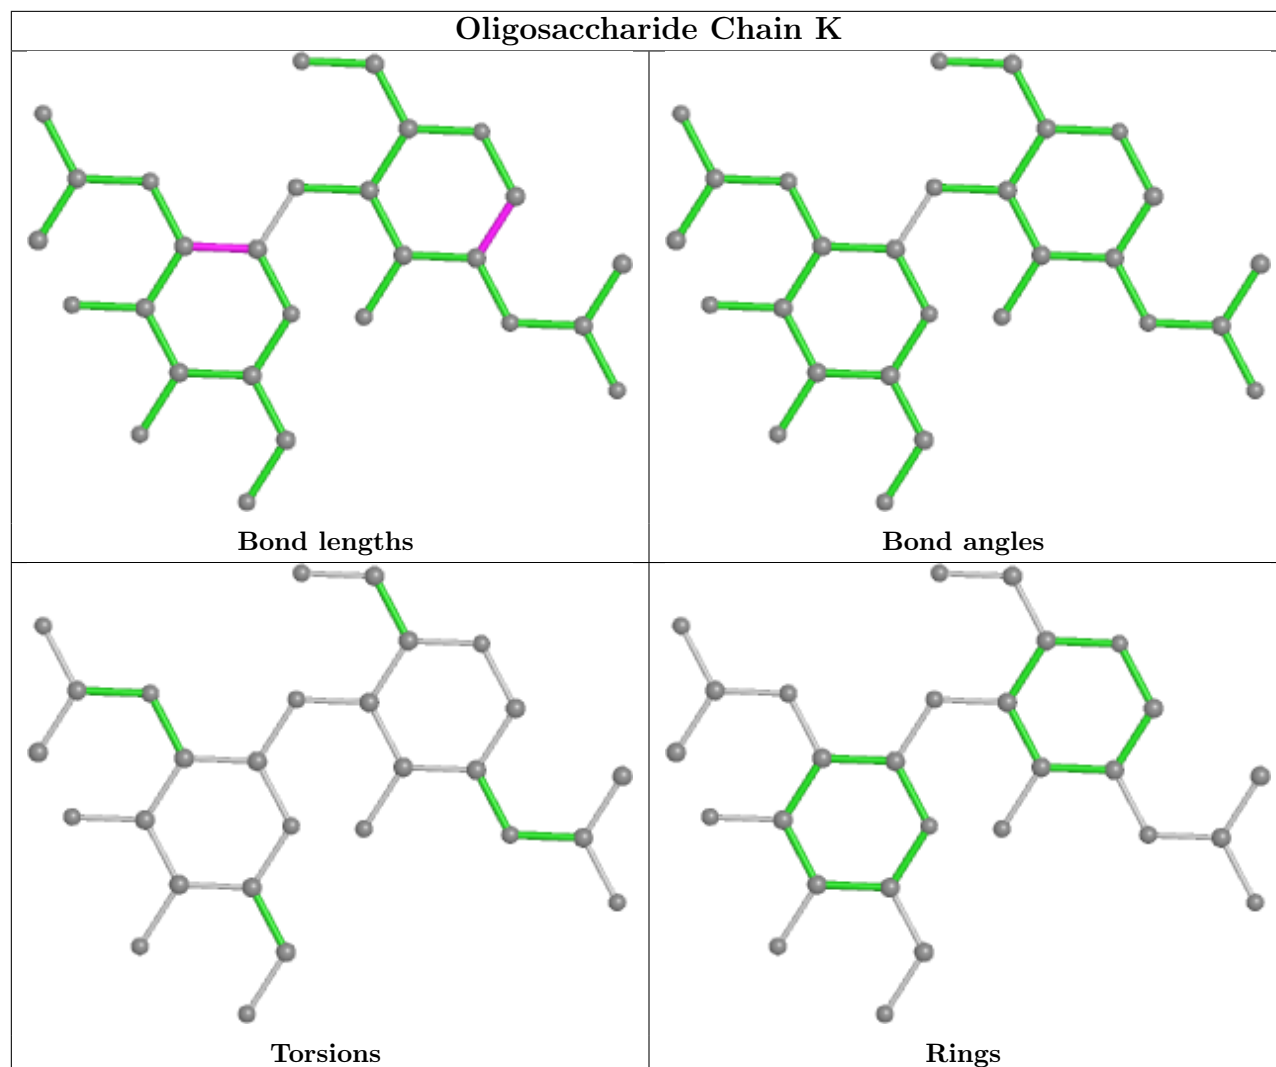 Oligosaccharide Chain K
Bond lengths
Bond angles
Torsions
Rings